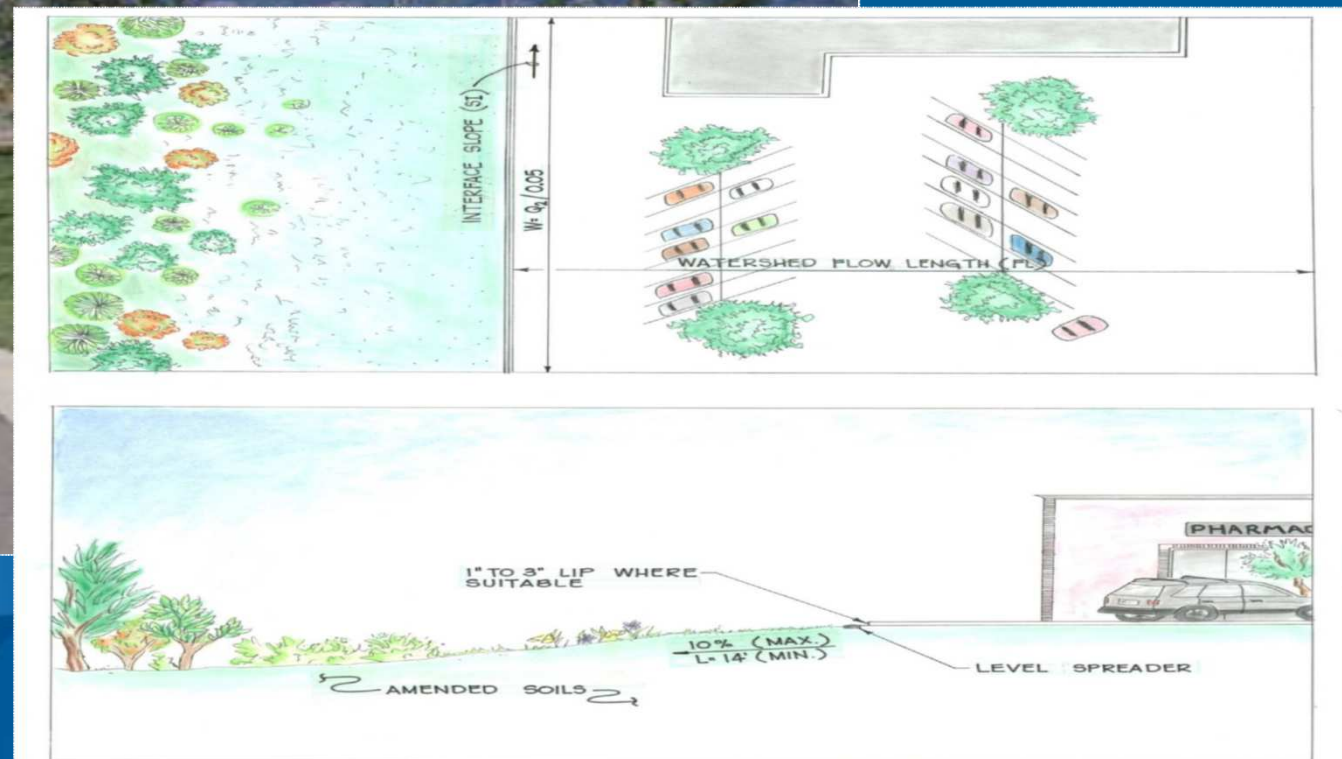 INTERFACE SLOPE (SI)
W= Q₂/0.05
WATERSHED FLOW LENGTH (FL)
1" TO 3" LIP WHERE
SUITABLE
PHARMAC
10% (MAX.)
L= 14' (MIN.)
LEVEL SPREADER
AMENDED SOILS